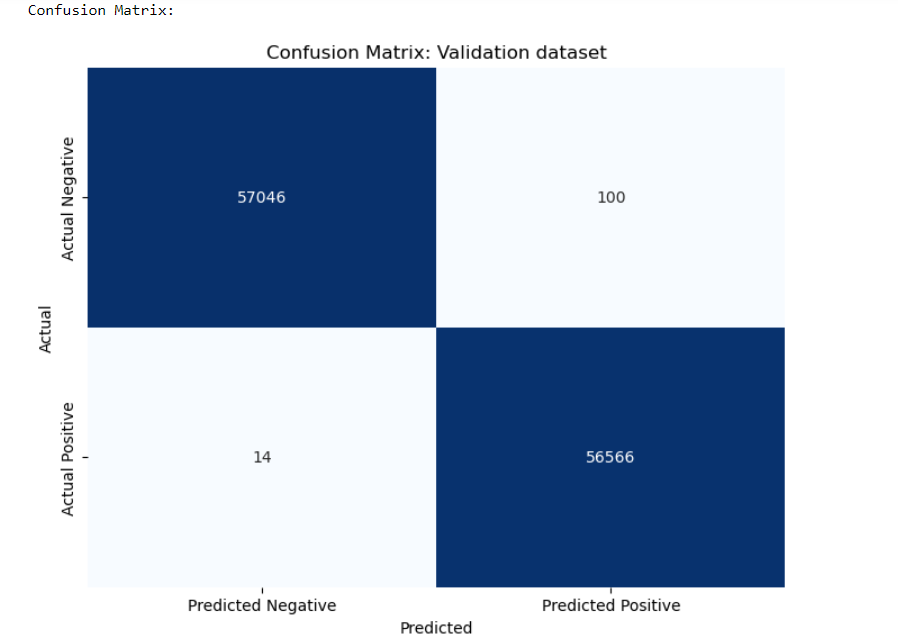 Confusion Matrix:
Confusion Matrix: Validation dataset
Actual Negative
57046
100
Actual
Actual Positive
14
56566
Predicted Negative
Predicted Positive
Predicted